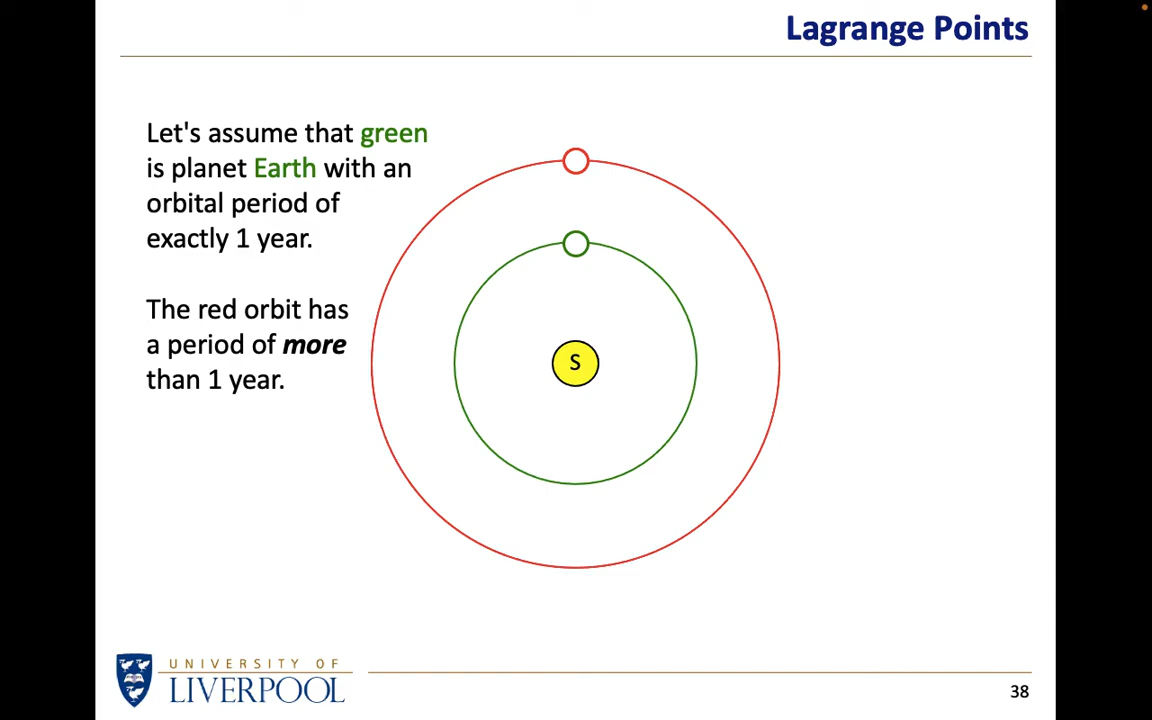 Lagrange Points
Let's assume that green
is planet Earth with an
orbital period of
exactly 1 year.
The red orbit has
a period of more
than 1 year.
S
UNIVERSITY OF
LIVERPOOL
38